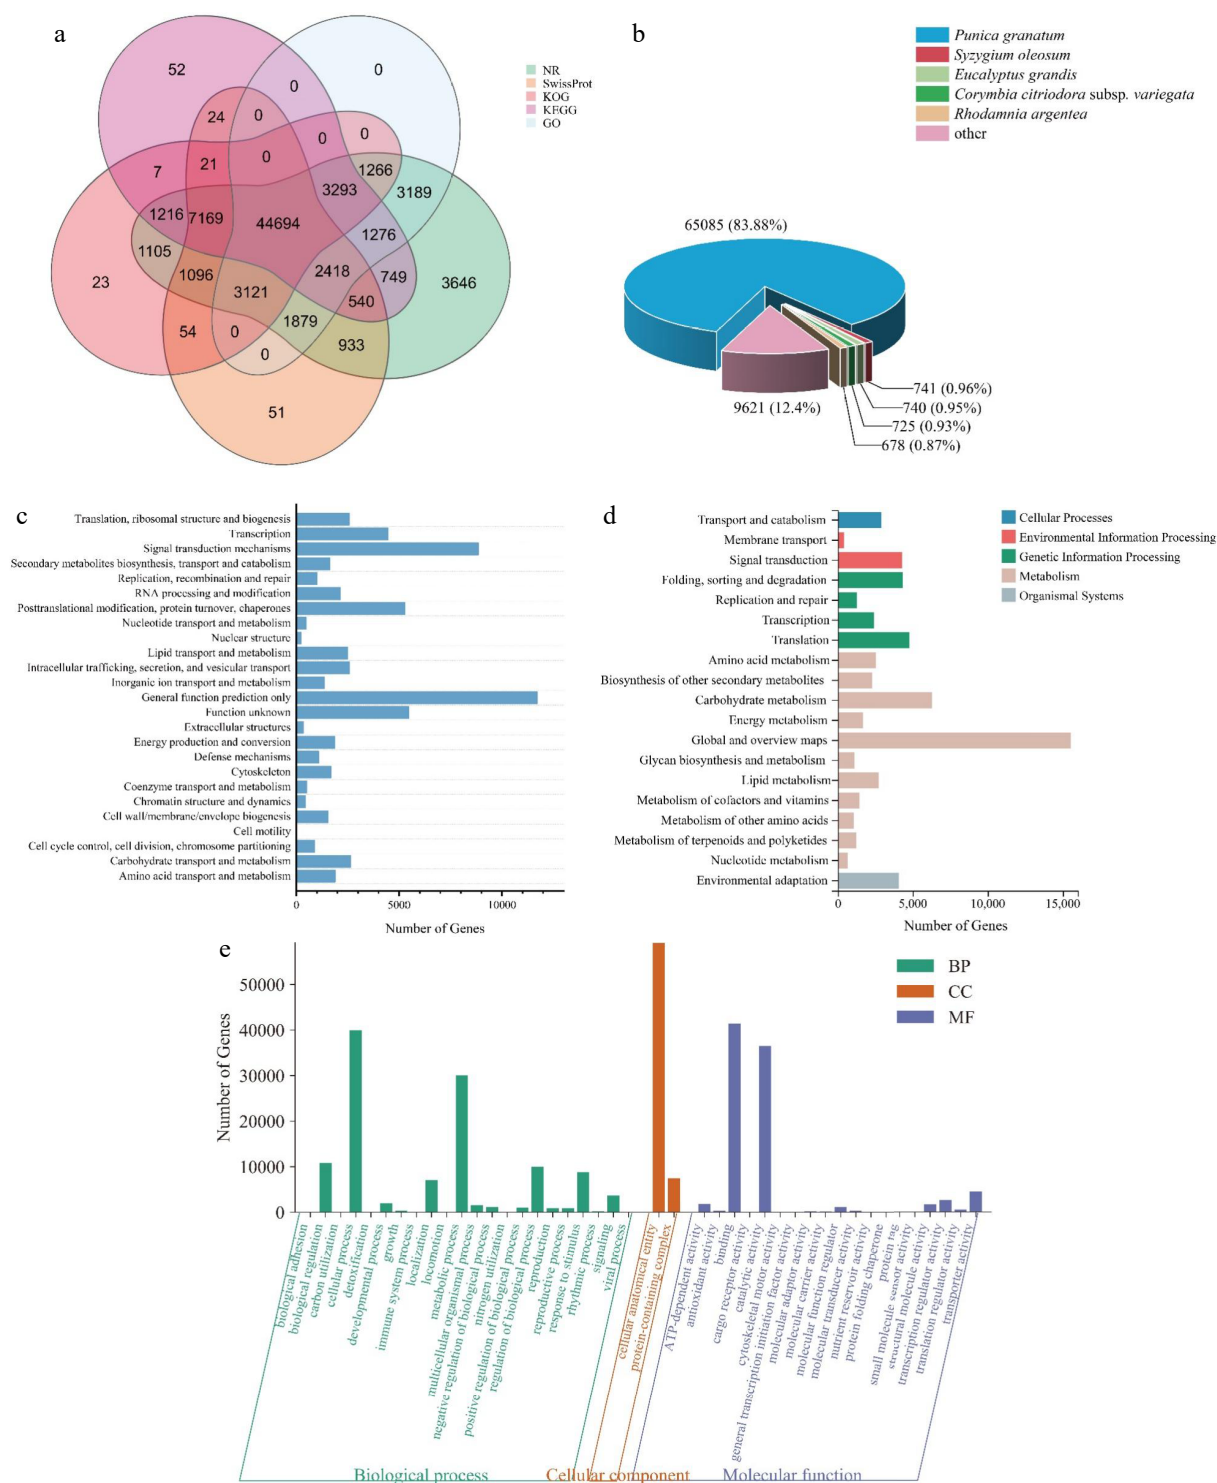 a
52
0
0
24
0
0
0
7
21
0
1266
3293
3189
1216
7169
44694
1276
1105
1096
2418
749
23
3121
540
3646
54
0
1879
933
0
51
NR
SwissProt
KOG
KEGG
GO
b
Punica granatum
Syzygium oleosum
Eucalyptus grandis
Corymbia citriodora subsp. variegata
Rhodamnia argentea
other
65085 (83.88%)
9621 (12.4%)
741 (0.96%)
740 (0.95%)
725 (0.93%)
678 (0.87%)
c
Translation, ribosomal structure and biogenesis
Transcription
Signal transduction mechanisms
Secondary metabolites biosynthesis, transport and catabolism
Replication, recombination and repair
RNA processing and modification
Posttranslational modification, protein turnover, chaperones
Nucleotide transport and metabolism
Nuclear structure
Lipid transport and metabolism
Intracellular trafficking, secretion, and vesicular transport
Inorganic ion transport and metabolism
General function prediction only
Function unknown
Extracellular structures
Energy production and conversion
Defense mechanisms
Cytoskeleton
Coenzyme transport and metabolism
Chromatin structure and dynamics
Cell wall/membrane/envelope biogenesis
Cell motility
Cell cycle control, cell division, chromosome partitioning
Carbohydrate transport and metabolism
Amino acid transport and metabolism
0 5000 10000
Number of Genes
d
Transport and catabolism
Membrane transport
Signal transduction
Folding, sorting and degradation
Replication and repair
Transcription
Translation
Amino acid metabolism
Biosynthesis of other secondary metabolites
Carbohydrate metabolism
Energy metabolism
Global and overview maps
Glycan biosynthesis and metabolism
Lipid metabolism
Metabolism of cofactors and vitamins
Metabolism of other amino acids
Metabolism of terpenoids and polyketides
Nucleotide metabolism
Environmental adaptation
0 5,000 10,000 15,000
Number of Genes
Cellular Processes
Environmental Information Processing
Genetic Information Processing
Metabolism
Organismal Systems
e
Number of Genes
50000
40000
30000
20000
10000
0
BP
CC
MF
biological adhesion
biological regulation
carbon utilization
cellular process
detoxification
developmental process
growth
immune system process
localization
locomotion
metabolic process
multicellular organismal process
negative regulation of biological process
nitrogen utilization
positive regulation of biological process
regulation of biological process
reproduction
reproductive process
response to stimulus
rhythmic process
signaling
viral process
cellular anatomical entity
protein-containing complex
ATP-dependent activity
antioxidant activity
binding
cargo receptor activity
catalytic activity
cytoskeletal motor activity
general transcription initiation factor activity
molecular adaptor activity
molecular carrier activity
molecular function regulator
molecular transducer activity
nutrient reservoir activity
protein folding chaperone
protein tag
small molecule sensor activity
structural molecule activity
transcription regulator activity
translation regulator activity
transporter activity
Biological process
Cellular component
Molecular function